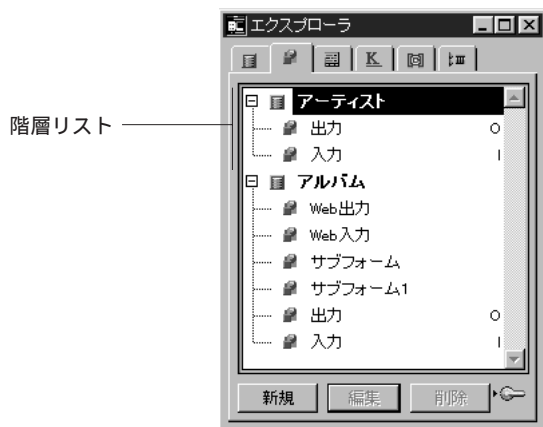 エクスプローラ
K
階層リスト
アーティスト
出力 O
入力 I
アルバム
Web出力
Web入力
サブフォーム
サブフォーム1
出力 O
入力 I
新規 編集 削除